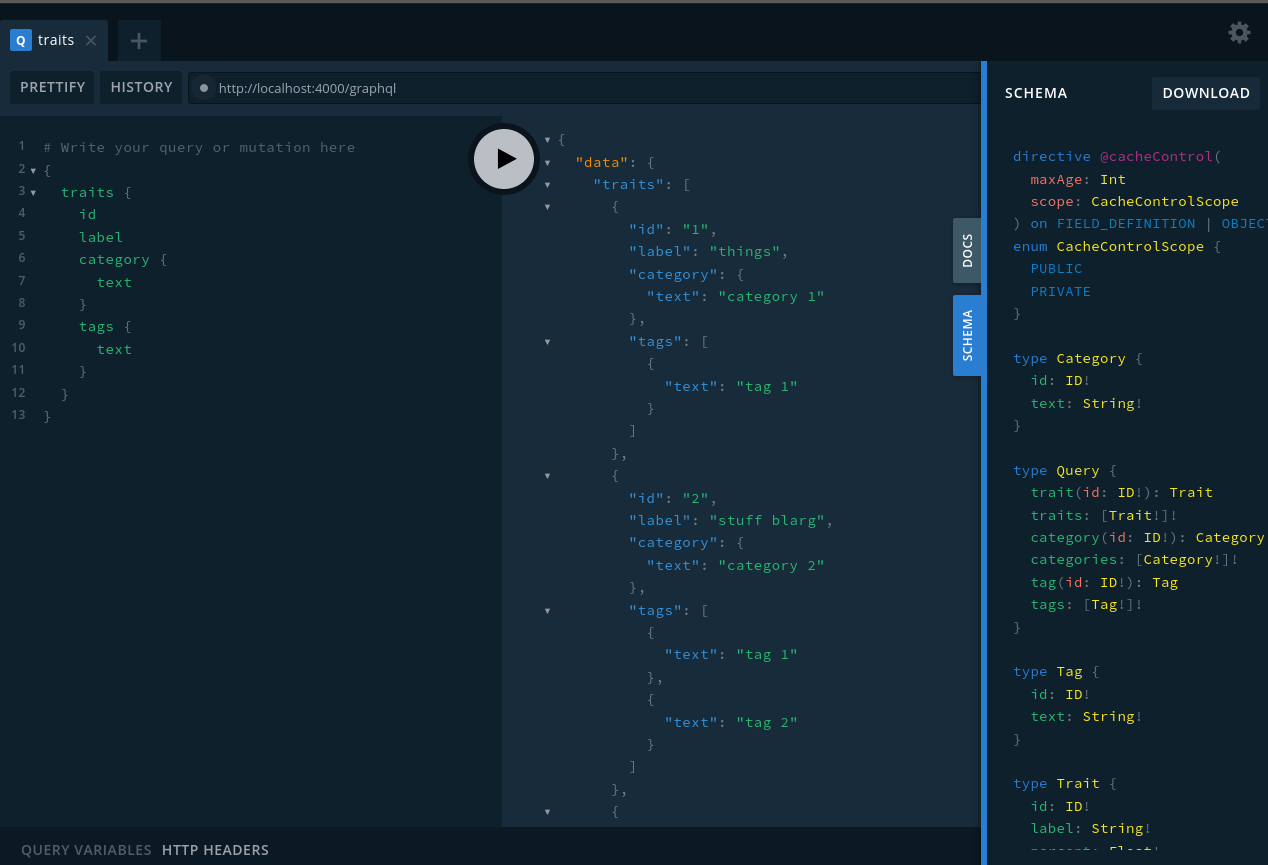 Q traits
PRETTIFY HISTORY http://localhost:4000/graphql
1 # Write your query or mutation here
2 {
3 traits {
4 id
5 label
6 category {
7 text
8 }
9 tags {
10 text
11 }
12 }
13 }
{
"data": {
"traits": [
{
"id": "1",
"label": "things",
"category": {
"text": "category 1"
},
"tags": [
{
"text": "tag 1"
}
]
},
{
"id": "2",
"label": "stuff blarg",
"category": {
"text": "category 2"
},
"tags": [
{
"text": "tag 1"
},
{
"text": "tag 2"
}
]
},
{
DOCS
SCHEMA
SCHEMA DOWNLOAD
directive @cacheControl(
maxAge: Int
scope: CacheControlScope
) on FIELD_DEFINITION | OBJEC
enum CacheControlScope {
PUBLIC
PRIVATE
}
type Category {
id: ID!
text: String!
}
type Query {
trait(id: ID!): Trait
traits: [Trait!]!
category(id: ID!): Category
categories: [Category!]!
tag(id: ID!): Tag
tags: [Tag!]!
}
type Tag {
id: ID!
text: String!
}
type Trait {
id: ID!
label: String!
QUERY VARIABLES HTTP HEADERS